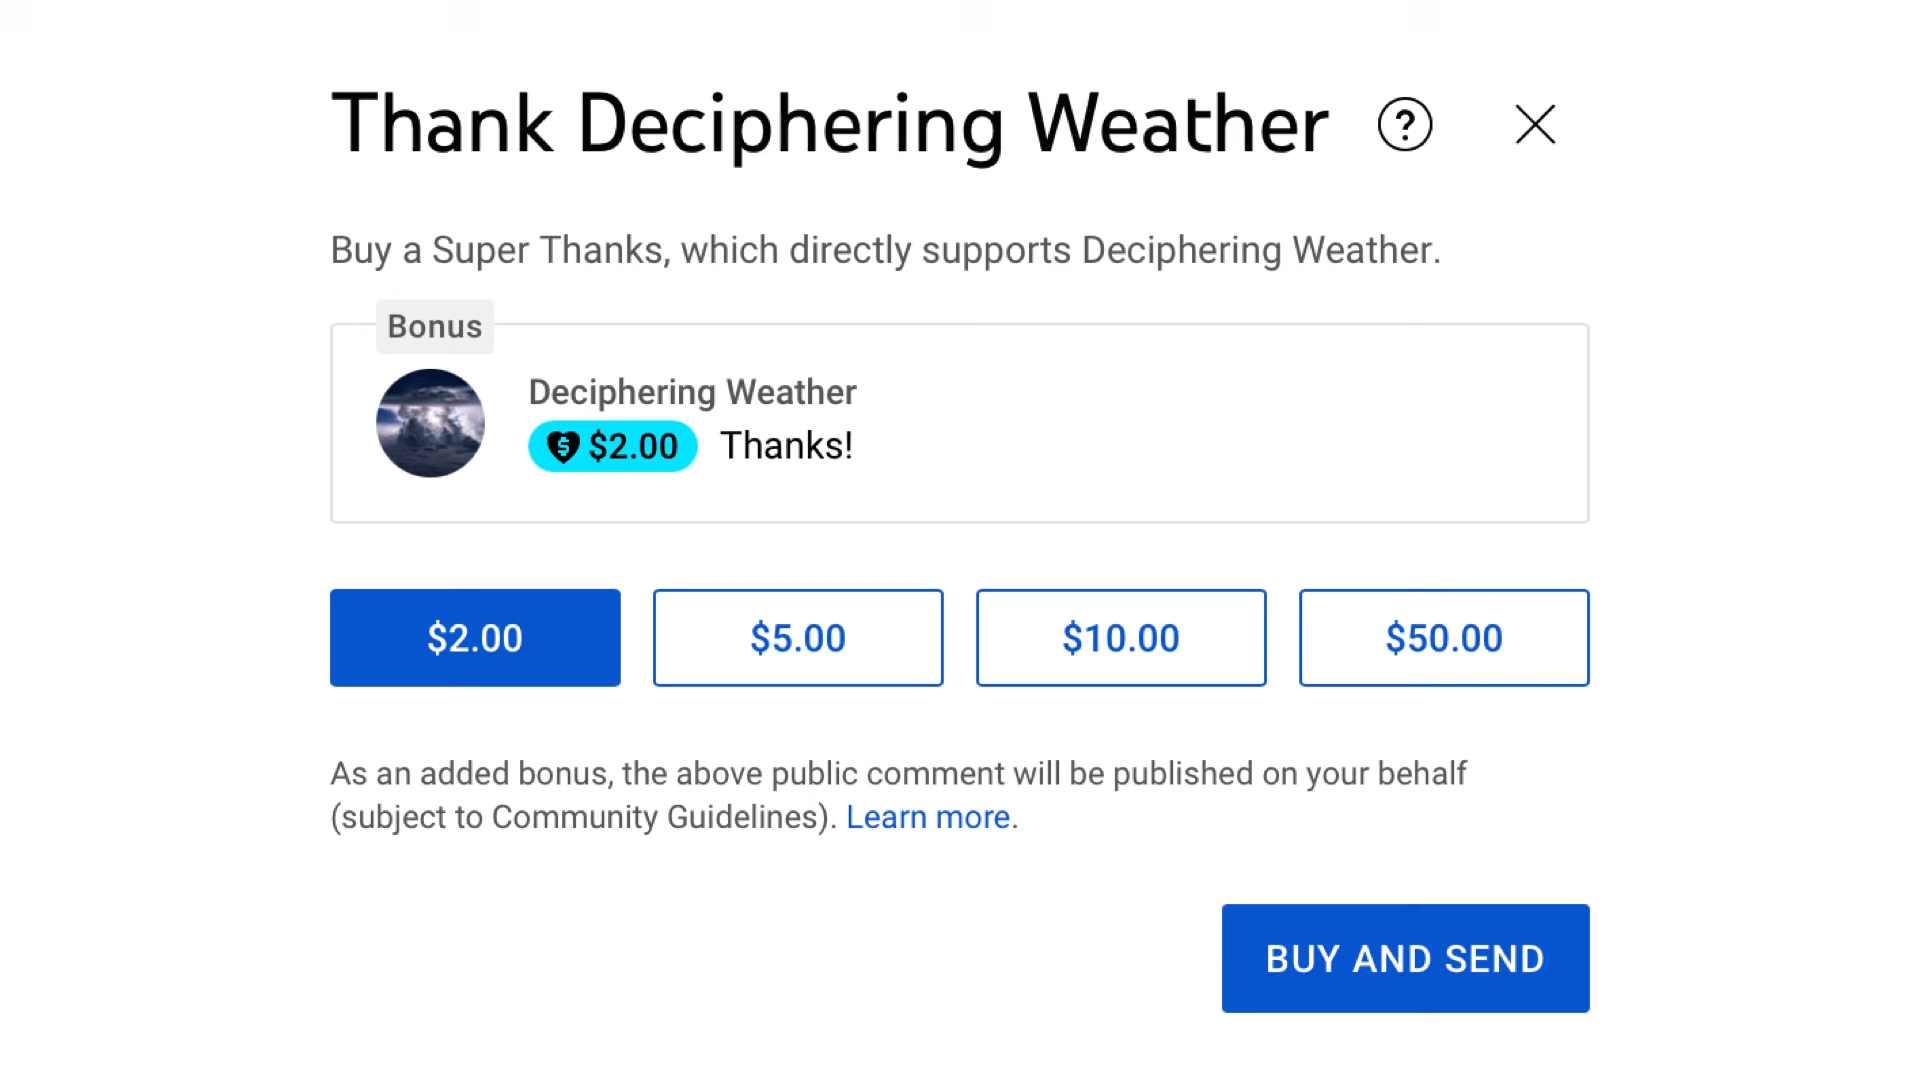 Thank Deciphering Weather ?
Buy a Super Thanks, which directly supports Deciphering Weather.
Bonus
Deciphering Weather
$ $2.00 Thanks!
$2.00 $5.00 $10.00 $50.00
As an added bonus, the above public comment will be published on your behalf
(subject to Community Guidelines). Learn more.
BUY AND SEND